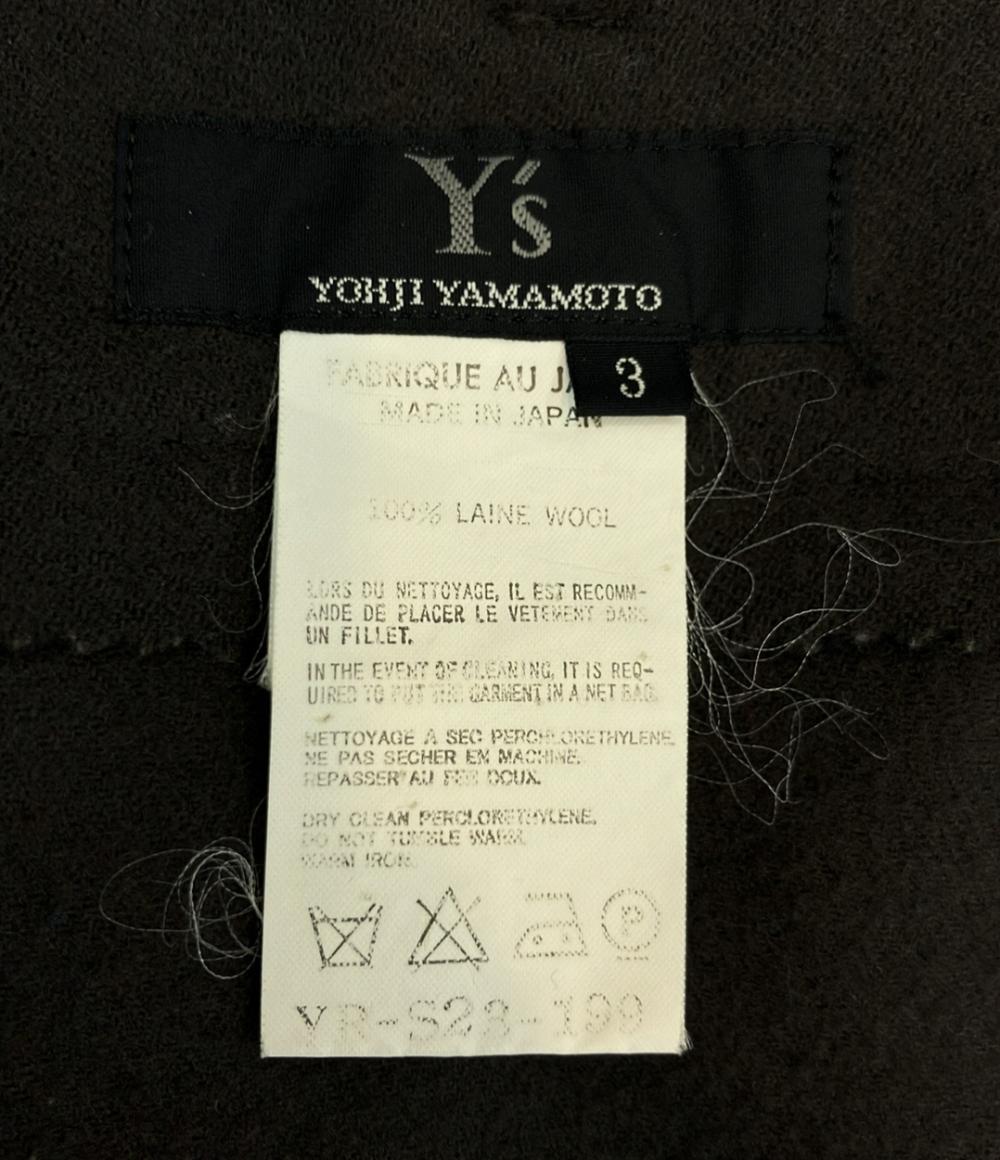 Y's
YOHJI YAMAMOTO
3
FABRIQUE AU JA
MADE IN JAPAN
100% LAINE WOOL
LORS DU NETTOYAGE, IL EST RECOMM-
ANDE DE PLACER LE VETEMENT DANS
UN FILLET.
IN THE EVENT OF CLEANING, IT IS REQ-
UIRED TO PUT THE GARMENT IN A NET BAG.
NETTOYAGE A SEC PERCHLORETHYLENE.
NE PAS SECHER EN MACHINE.
REPASSER AU FER DOUX.
DRY CLEAN PERCLORETHYLENE.
DO NOT TUMBLE WARM.
WARM IRON.
P
YR-S28-199